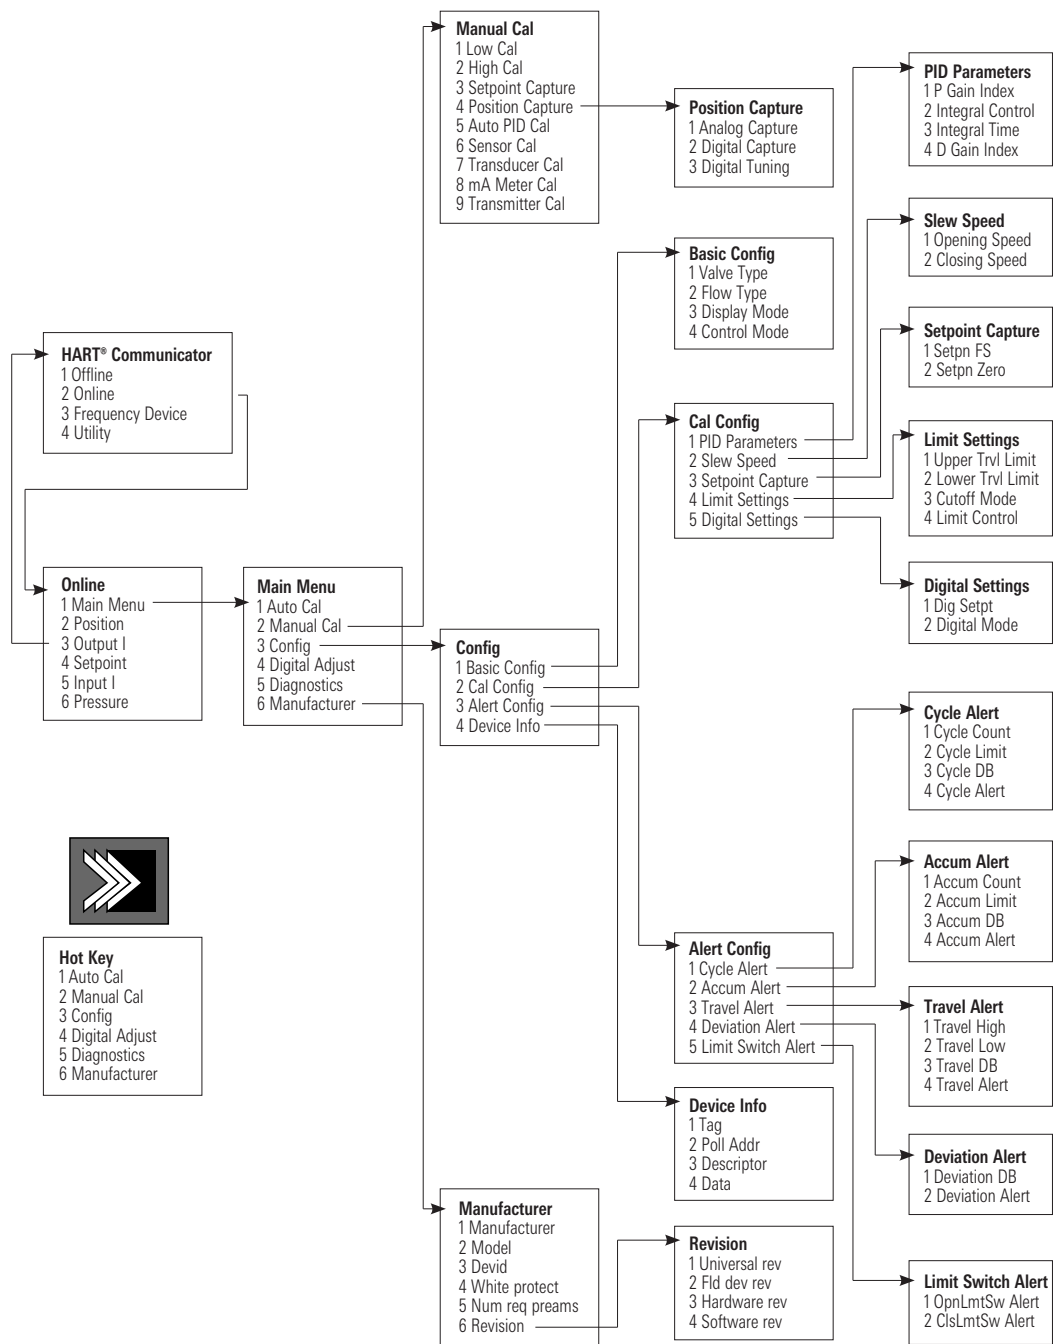 Manual Cal
1 Low Cal
2 High Cal
3 Setpoint Capture
4 Position Capture
5 Auto PID Cal
6 Sensor Cal
7 Transducer Cal
8 mA Meter Cal
9 Transmitter Cal
Position Capture
1 Analog Capture
2 Digital Capture
3 Digital Tuning
PID Parameters
1 P Gain Index
2 Integral Control
3 Integral Time
4 D Gain Index
Slew Speed
1 Opening Speed
2 Closing Speed
Basic Config
1 Valve Type
2 Flow Type
3 Display Mode
4 Control Mode
Setpoint Capture
1 Setpn FS
2 Setpn Zero
HART® Communicator
1 Offline
2 Online
3 Frequency Device
4 Utility
Cal Config
1 PID Parameters
2 Slew Speed
3 Setpoint Capture
4 Limit Settings
5 Digital Settings
Limit Settings
1 Upper Trvl Limit
2 Lower Trvl Limit
3 Cutoff Mode
4 Limit Control
Digital Settings
1 Dig Setpt
2 Digital Mode
Online
1 Main Menu
2 Position
3 Output I
4 Setpoint
5 Input I
6 Pressure
Main Menu
1 Auto Cal
2 Manual Cal
3 Config
4 Digital Adjust
5 Diagnostics
6 Manufacturer
Config
1 Basic Config
2 Cal Config
3 Alert Config
4 Device Info
Cycle Alert
1 Cycle Count
2 Cycle Limit
3 Cycle DB
4 Cycle Alert
Accum Alert
1 Accum Count
2 Accum Limit
3 Accum DB
4 Accum Alert
Hot Key
1 Auto Cal
2 Manual Cal
3 Config
4 Digital Adjust
5 Diagnostics
6 Manufacturer
Alert Config
1 Cycle Alert
2 Accum Alert
3 Travel Alert
4 Deviation Alert
5 Limit Switch Alert
Travel Alert
1 Travel High
2 Travel Low
3 Travel DB
4 Travel Alert
Device Info
1 Tag
2 Poll Addr
3 Descriptor
4 Data
Deviation Alert
1 Deviation DB
2 Deviation Alert
Manufacturer
1 Manufacturer
2 Model
3 Devid
4 White protect
5 Num req preams
6 Revision
Revision
1 Universal rev
2 Fld dev rev
3 Hardware rev
4 Software rev
Limit Switch Alert
1 OpnLmtSw Alert
2 ClsLmtSw Alert